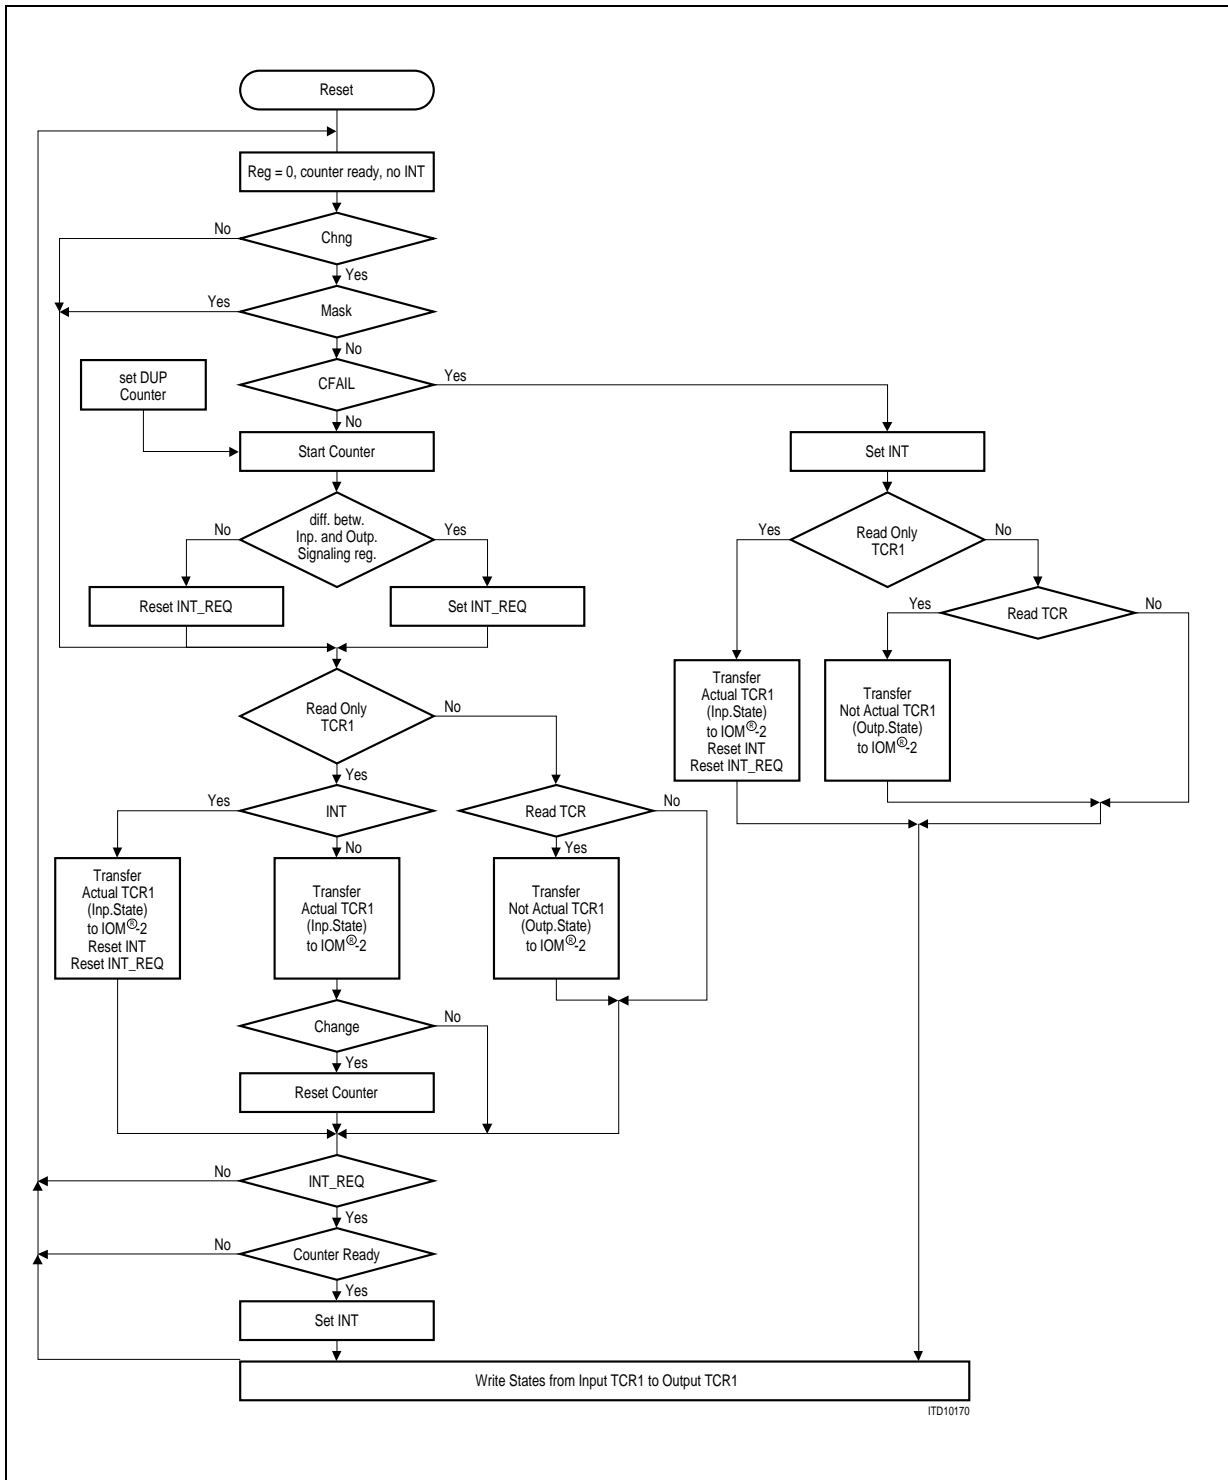 Reset
Reg = 0, counter ready, no INT
No
Chng
Yes
Yes
Mask
No
set DUP
Counter
CFAIL
Yes
No
Start Counter
Set INT
No
diff. betw.
Inp. and Outp.
Signaling reg.
Yes
Yes
Read Only
TCR1
No
Reset INT_REQ
Set INT_REQ
Yes
Read TCR
No
Read Only
TCR1
No
Yes
Transfer
Actual TCR1
(Inp.State)
to IOM®-2
Reset INT
Reset INT_REQ
Transfer
Not Actual TCR1
(Outp.State)
to IOM®-2
Yes
INT
No
Read TCR
No
Yes
Transfer
Actual TCR1
(Inp.State)
to IOM®-2
Reset INT
Reset INT_REQ
Transfer
Actual TCR1
(Inp.State)
to IOM®-2
Transfer
Not Actual TCR1
(Outp.State)
to IOM®-2
Change
No
Yes
Reset Counter
No
INT_REQ
Yes
No
Counter Ready
Yes
Set INT
Write States from Input TCR1 to Output TCR1
ITD10170